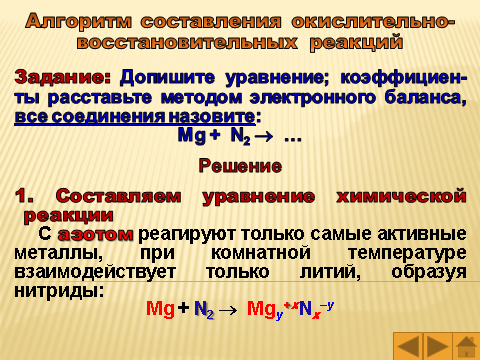 Алгоритм составления окислительно-
восстановительных реакций
Задание: Допишите уравнение; коэффициен-
ты расставьте методом электронного баланса,
все соединения назовите:
Mg + N₂ → ...
Решение
1. Составляем уравнение химической
реакции
С азотом реагируют только самые активные
металлы, при комнатной температуре
взаимодействует только литий, образуя
нитриды:
Mg + N₂ → Mgᵧ⁺ˣNₓ⁻ʸ